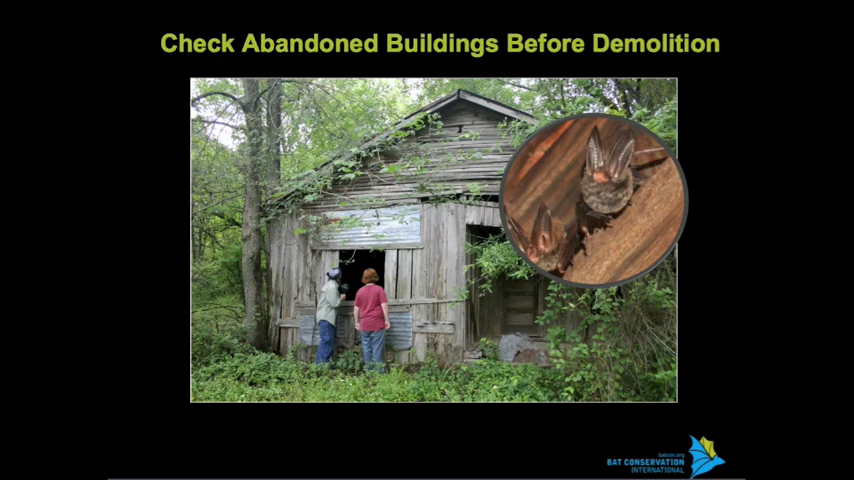 Check Abandoned Buildings Before Demolition
batcon.org
BAT CONSERVATION
INTERNATIONAL